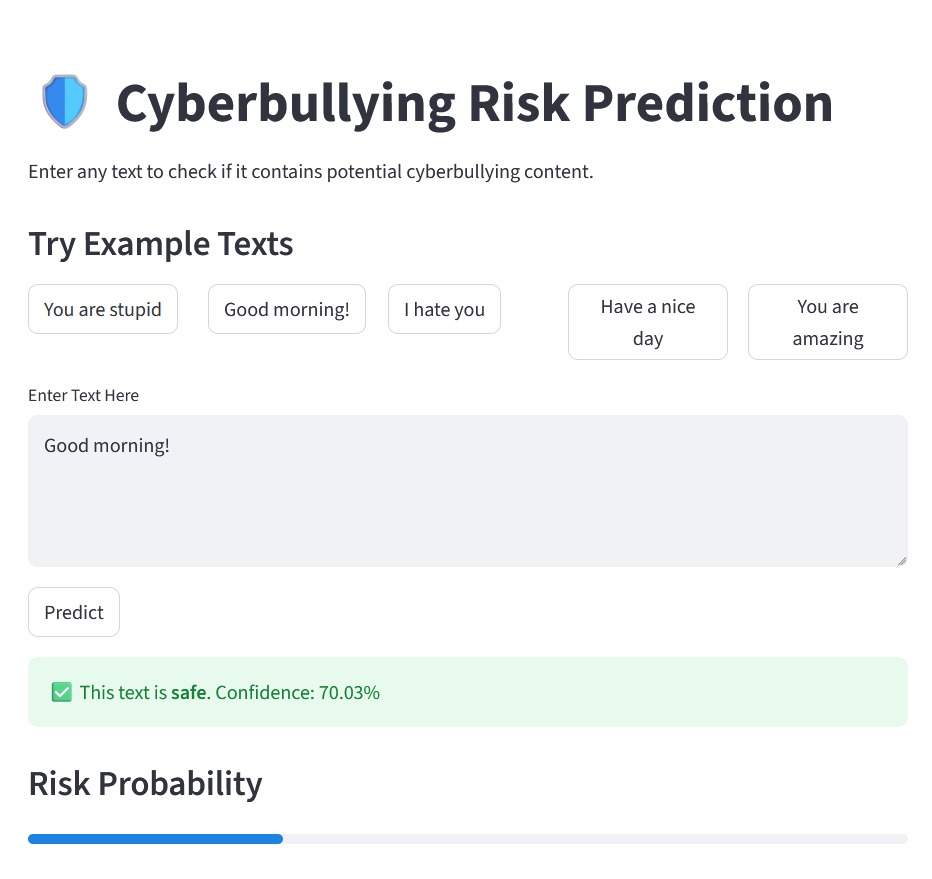 Cyberbullying Risk Prediction
Enter any text to check if it contains potential cyberbullying content.
Try Example Texts
You are stupid
Good morning!
I hate you
Have a nice
day
You are
amazing
Enter Text Here
Good morning!
Predict
This text is safe. Confidence: 70.03%
Risk Probability